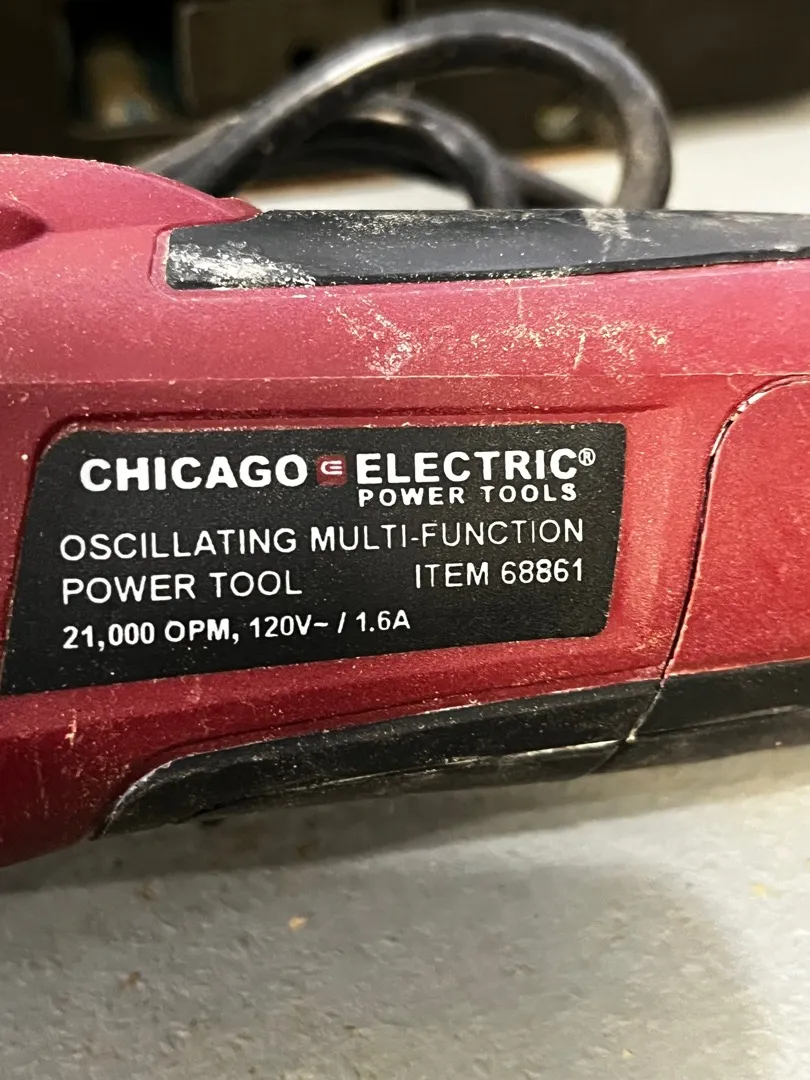 CHICAGO ELECTRIC®
POWER TOOLS
OSCILLATING MULTI-FUNCTION
POWER TOOL ITEM 68861
21,000 OPM, 120V~ / 1.6A